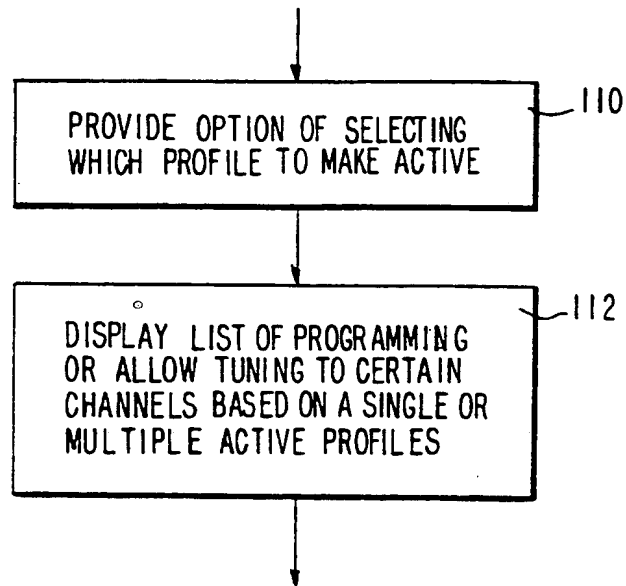 PROVIDE OPTION OF SELECTING
WHICH PROFILE TO MAKE ACTIVE
110
DISPLAY LIST OF PROGRAMMING
OR ALLOW TUNING TO CERTAIN
CHANNELS BASED ON A SINGLE OR
MULTIPLE ACTIVE PROFILES
112